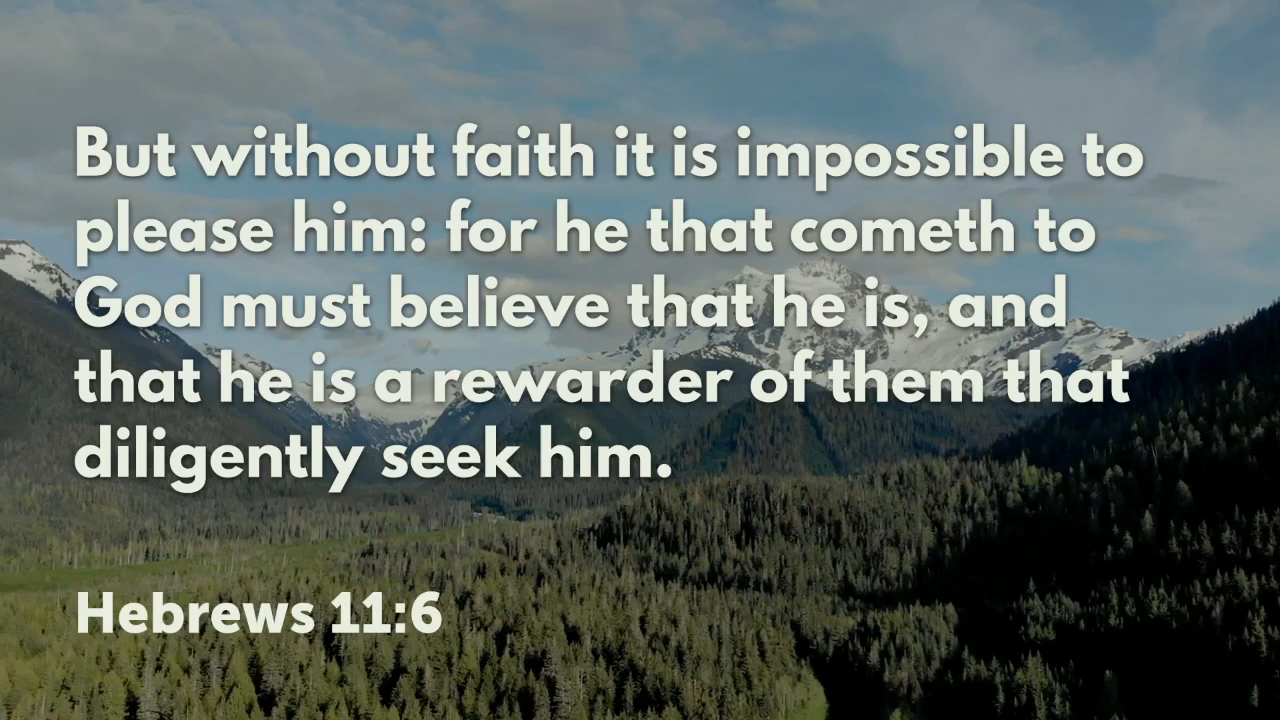 But without faith it is impossible to
please him: for he that cometh to
God must believe that he is, and
that he is a rewarder of them that
diligently seek him.
Hebrews 11:6